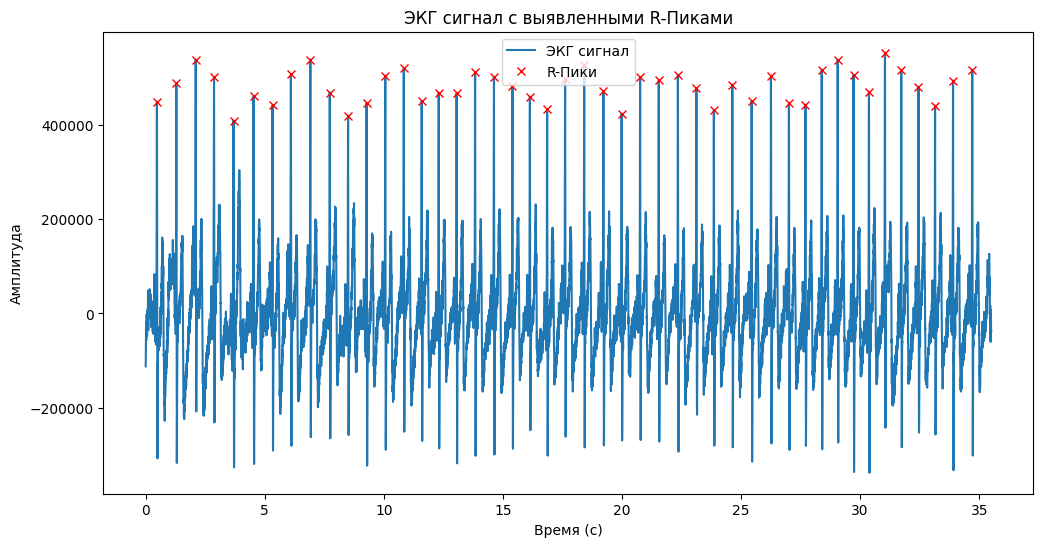 ЭКГ сигнал с выявленными R-Пиками
ЭКГ сигнал
R-Пики
Амплитуда
400000
200000
0
−200000
0 5 10 15 20 25 30 35
Время (с)